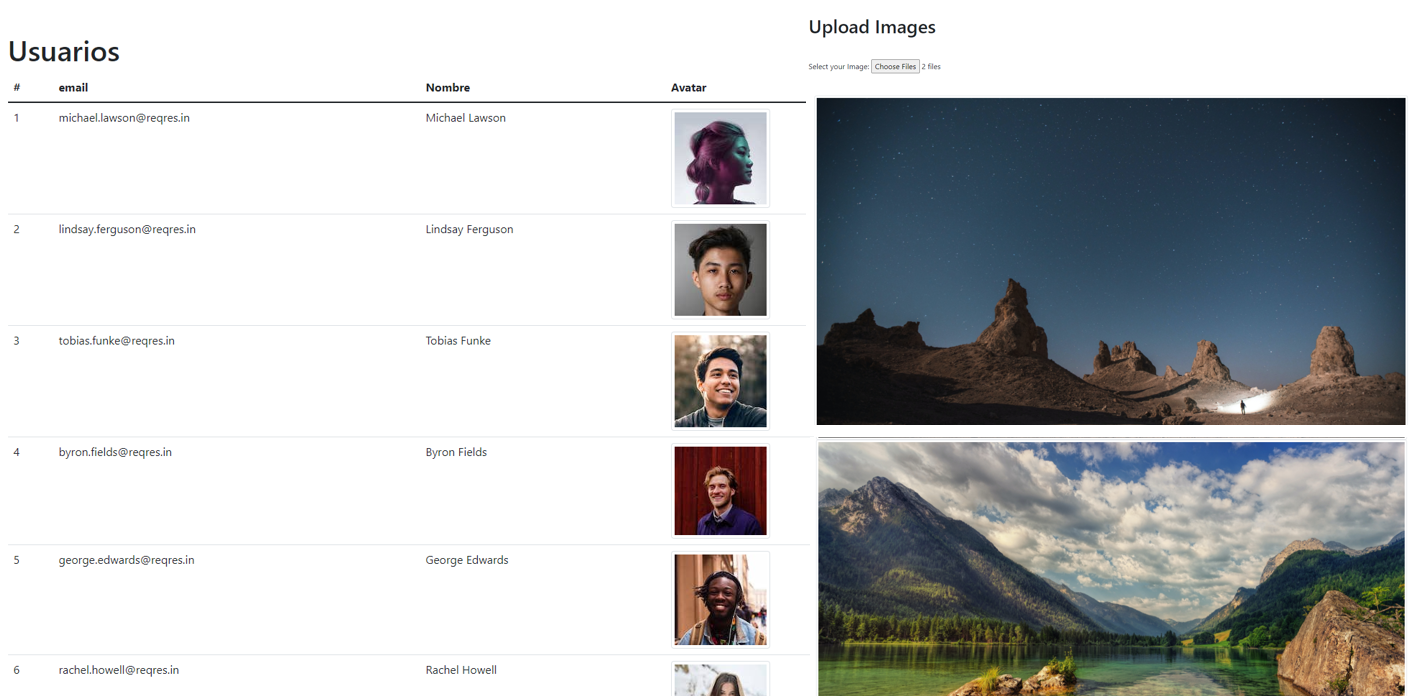 Usuarios
# email Nombre Avatar
1 michael.lawson@reqres.in Michael Lawson
2 lindsay.ferguson@reqres.in Lindsay Ferguson
3 tobias.funke@reqres.in Tobias Funke
4 byron.fields@reqres.in Byron Fields
5 george.edwards@reqres.in George Edwards
6 rachel.howell@reqres.in Rachel Howell
Upload Images
Select your Image: Choose Files 2 files